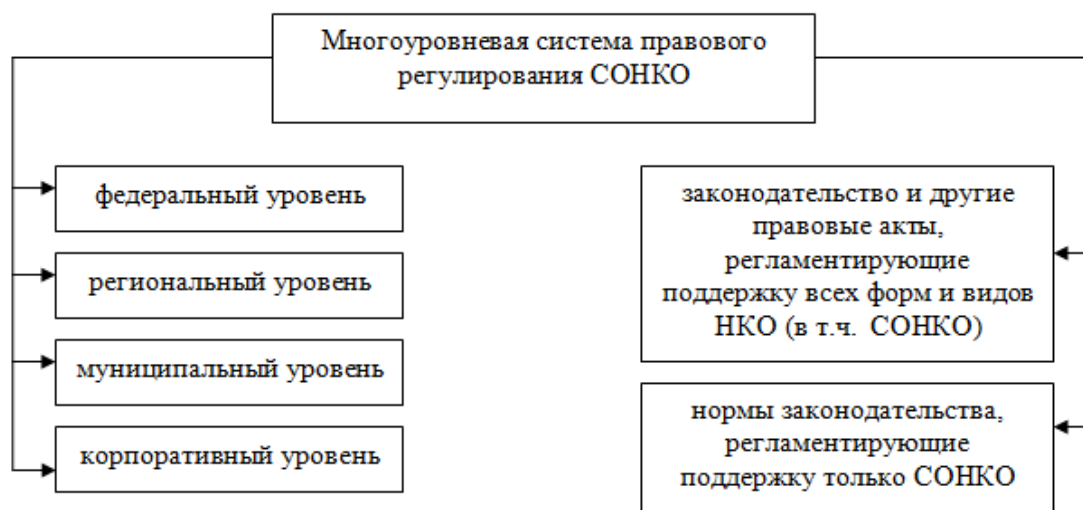 Многоуровневая система правового
регулирования СОНКО
федеральный уровень
региональный уровень
муниципальный уровень
корпоративный уровень
законодательство и другие
правовые акты,
регламентирующие
поддержку всех форм и видов
НКО (в т.ч. СОНКО)
нормы законодательства,
регламентирующие
поддержку только СОНКО